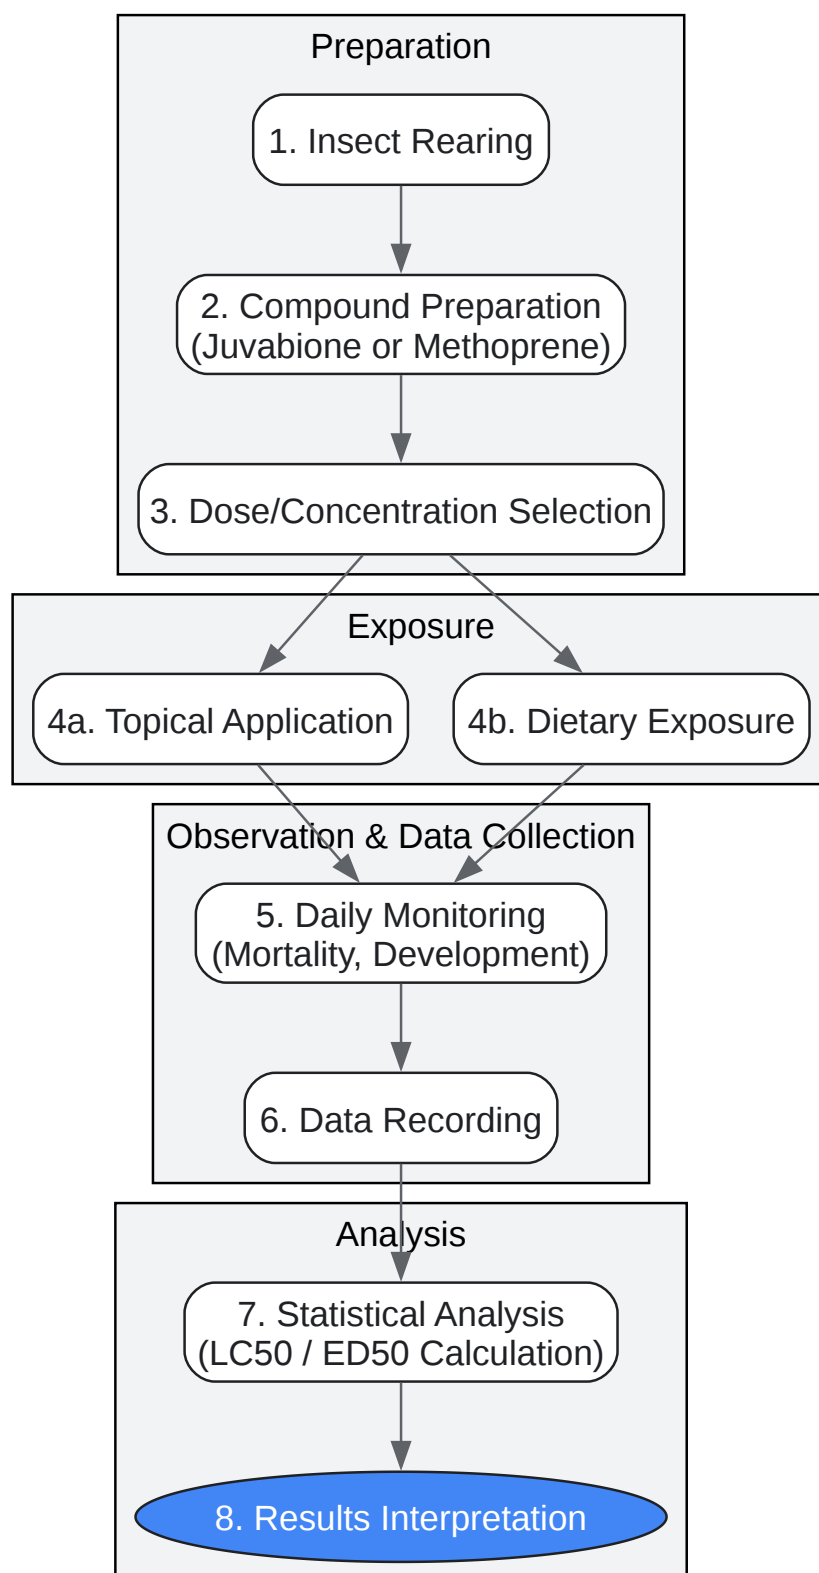 Preparation
1. Insect Rearing
2. Compound Preparation
(Juvabione or Methoprene)
3. Dose/Concentration Selection
Exposure
4a. Topical Application
4b. Dietary Exposure
Observation & Data Collection
5. Daily Monitoring
(Mortality, Development)
6. Data Recording
Analysis
7. Statistical Analysis
(LC50 / ED50 Calculation)
8. Results Interpretation